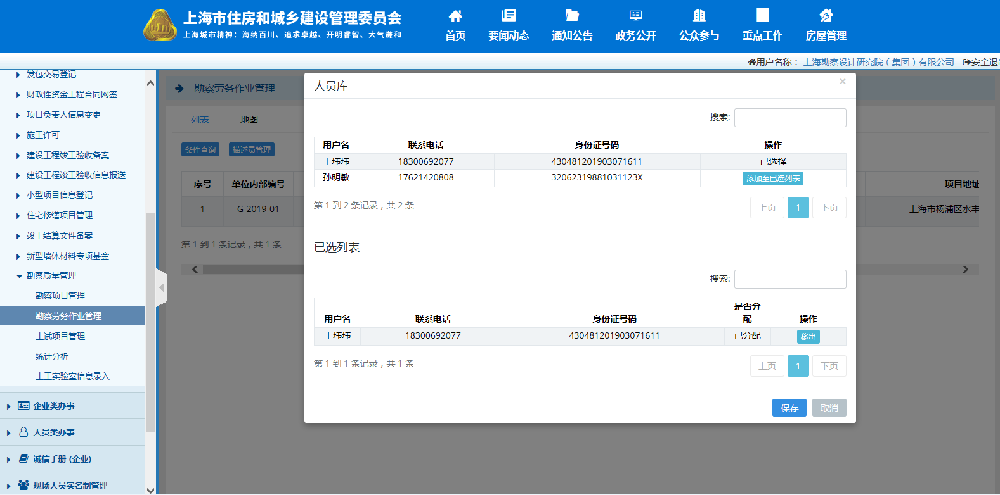 上海市住房和城乡建设管理委员会
上海城市精神：海纳百川、追求卓越、开明睿智、大气谦和
首页 要闻动态 通知公告 政务公开 公众参与 重点工作 房屋管理
用户名称： 上海勘察设计研究院（集团）有限公司 安全退出
发包交易登记
财政性资金工程合同网签
项目负责人信息变更
施工许可
建设工程竣工验收备案
建设工程竣工验收信息报送
小型项目信息登记
住宅修缮项目管理
竣工结算文件备案
新型墙体材料专项基金
勘察质量管理
勘察项目管理
勘察劳务作业管理
土试项目管理
统计分析
土工实验室信息录入
企业类办事
人员类办事
诚信手册 (企业)
现场人员实名制管理
勘察劳务作业管理
列表 地图
条件查询 描述员管理
序号 单位内部编号 项目地址
1 G-2019-01 上海市杨浦区水丰
第 1 到 1 条记录，共 1 条
人员库 ×
搜索:
用户名 联系电话 身份证号码 操作
王玮玮 18300692077 430481201903071611 已选择
孙明敏 17621420808 32062319881031123X 添加至已选列表
第 1 到 2 条记录，共 2 条
上页 1 下页
已选列表
搜索:
用户名 联系电话 身份证号码 是否分配 操作
王玮玮 18300692077 430481201903071611 已分配 移出
第 1 到 1 条记录，共 1 条
上页 1 下页
保存 取消